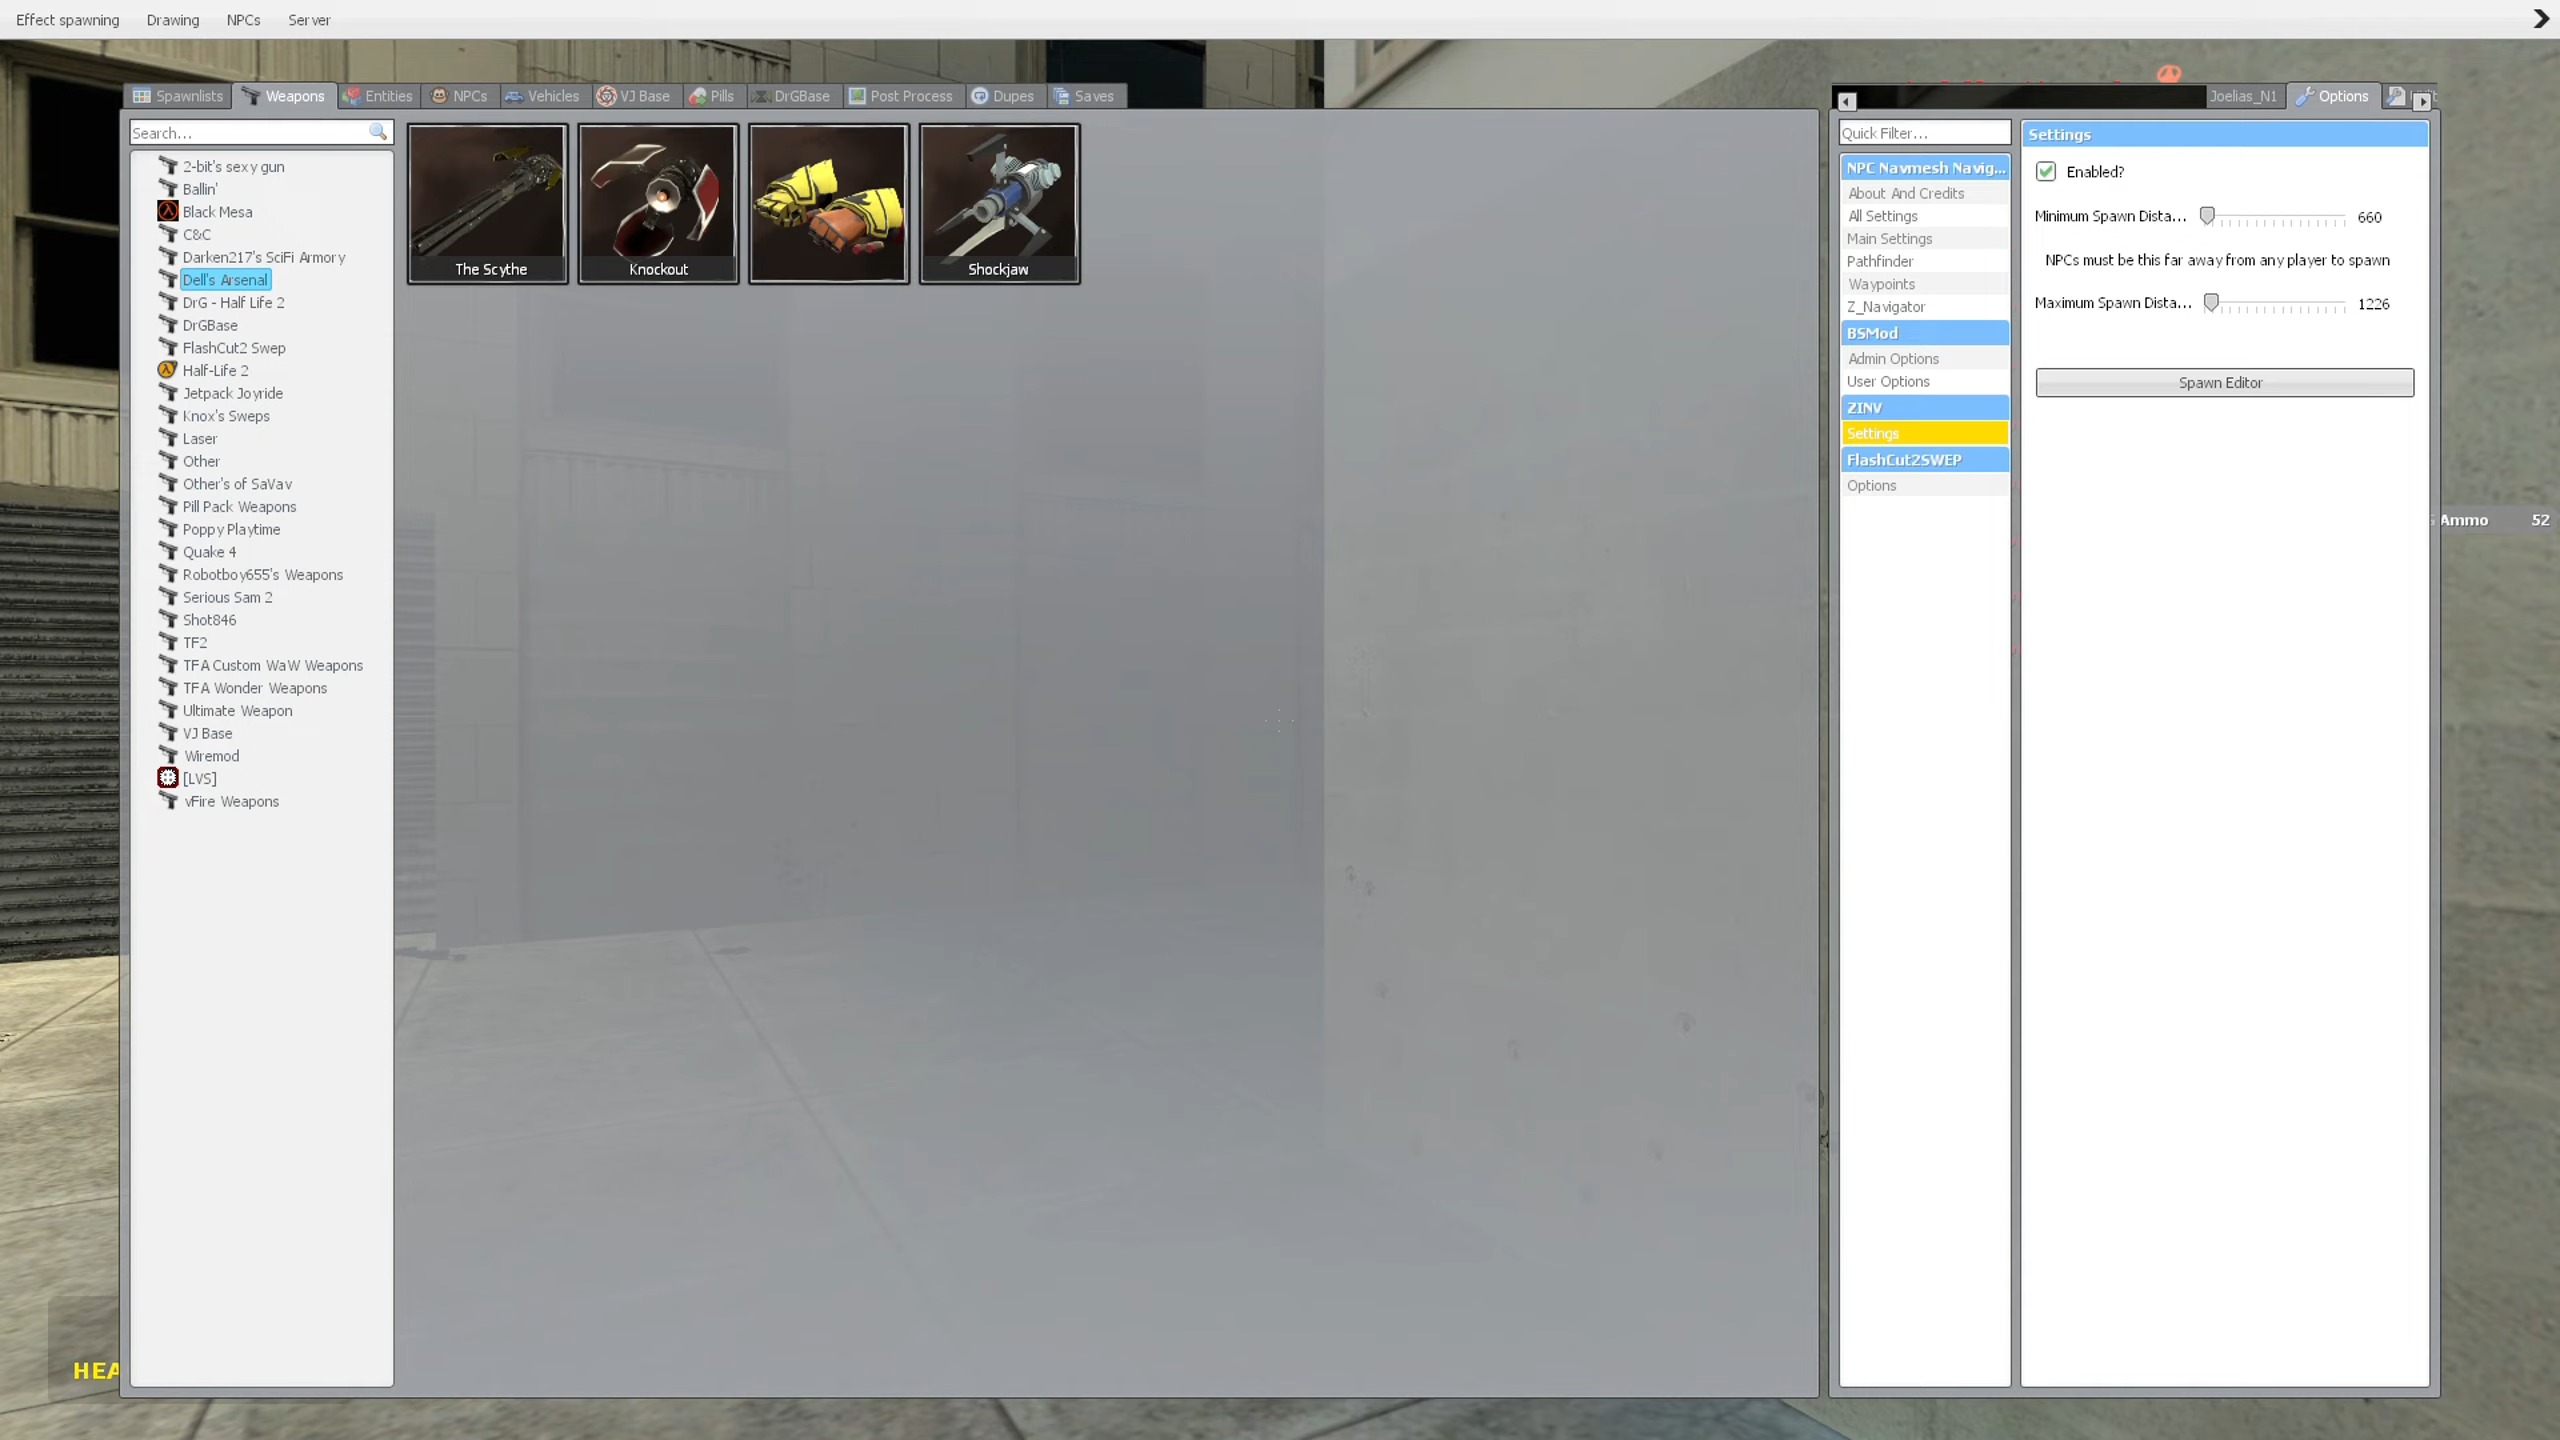 Effect spawning Drawing NPCs Server
Spawnlists Weapons Entities NPCs Vehicles VJ Base Pills DrGBase Post Process Dupes Saves
Search...
2-bit's sexy gun
Ballin'
Black Mesa
C&C
Darken217's SciFi Armory
Dell's Arsenal
DrG - Half Life 2
DrGBase
FlashCut2 Swep
Half-Life 2
Jetpack Joyride
Knox's Sweps
Laser
Other
Other's of SaVav
Pill Pack Weapons
Poppy Playtime
Quake 4
Robotboy655's Weapons
Serious Sam 2
Shot846
TF2
TFA Custom WaW Weapons
TFA Wonder Weapons
Ultimate Weapon
VJ Base
Wiremod
[LVS]
vFire Weapons
The Scythe
Knockout
Shockjaw
Joelias_N1 Options
Quick Filter...
NPC Navmesh Navig...
About And Credits
All Settings
Main Settings
Pathfinder
Waypoints
Z_Navigator
BSMod
Admin Options
User Options
ZINV
Settings
FlashCut2SWEP
Options
Settings
Enabled?
Minimum Spawn Dista... 660
NPCs must be this far away from any player to spawn
Maximum Spawn Dista... 1226
Spawn Editor
Ammo 52
HEA